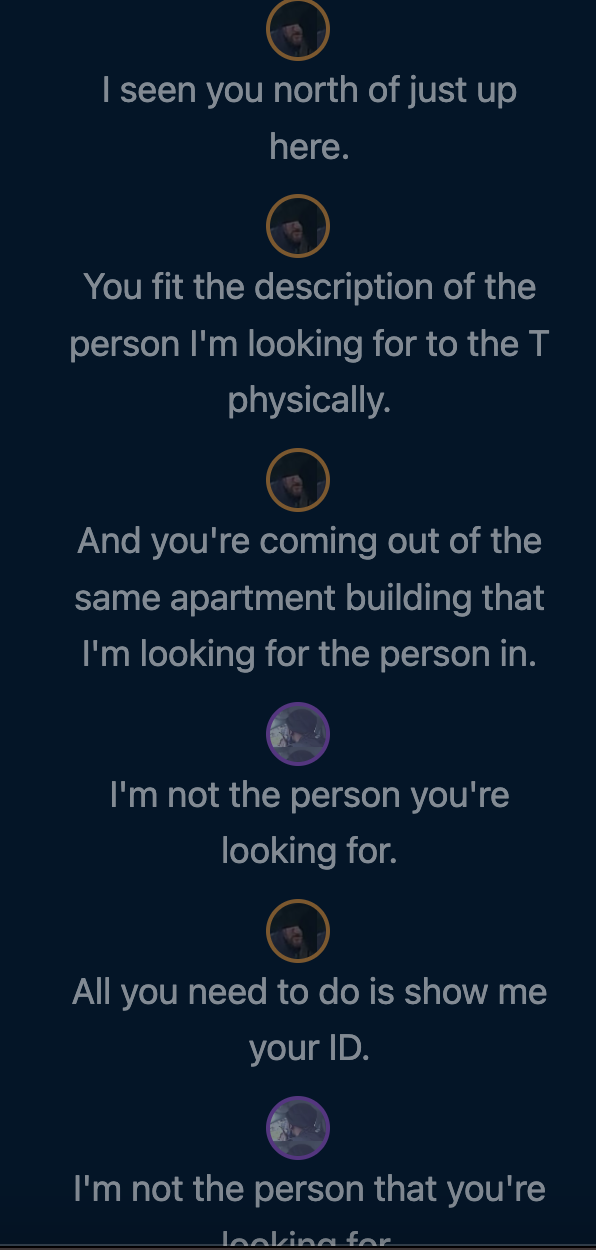 I seen you north of just up
here.
You fit the description of the
person I'm looking for to the T
physically.
And you're coming out of the
same apartment building that
I'm looking for the person in.
I'm not the person you're
looking for.
All you need to do is show me
your ID.
I'm not the person that you're
looking for